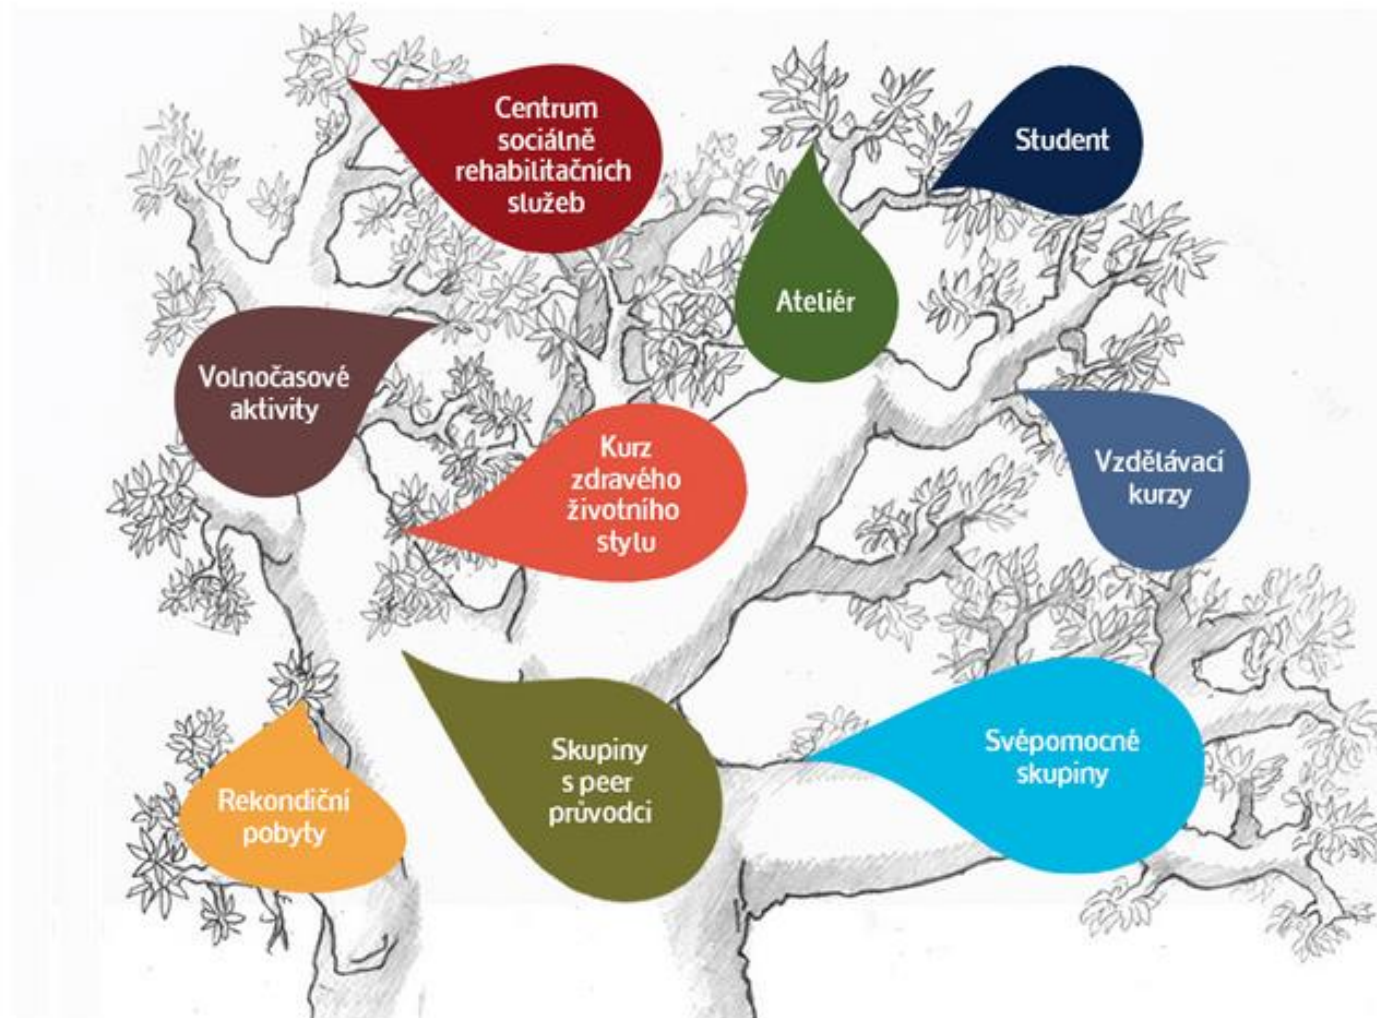 Centrum
sociálně
rehabilitačních
služeb
Student
Ateliér
Volnočasové
aktivity
Kurz
zdravého
životního
stylu
Vzdělávací
kurzy
Skupiny
s peer
průvodci
Svépomocné
skupiny
Rekondiční
pobyty